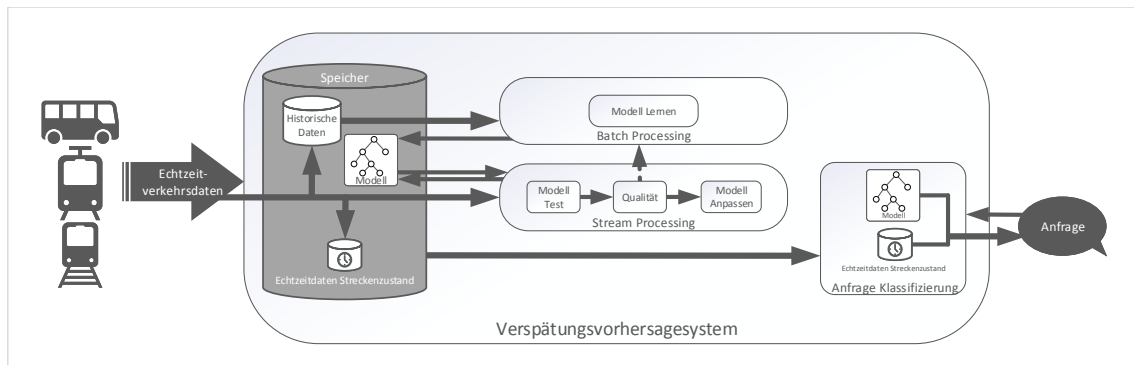 Speicher
Historische
Daten
Modell
Echtzeit-
verkehrsdaten
Echtzeitdaten Streckenzustand
Modell Lernen
Batch Processing
Modell
Test
Qualität
Modell
Anpassen
Stream Processing
Modell
Echtzeitdaten Streckenzustand
Anfrage Klassifizierung
Anfrage
Verspätungsvorhersagesystem